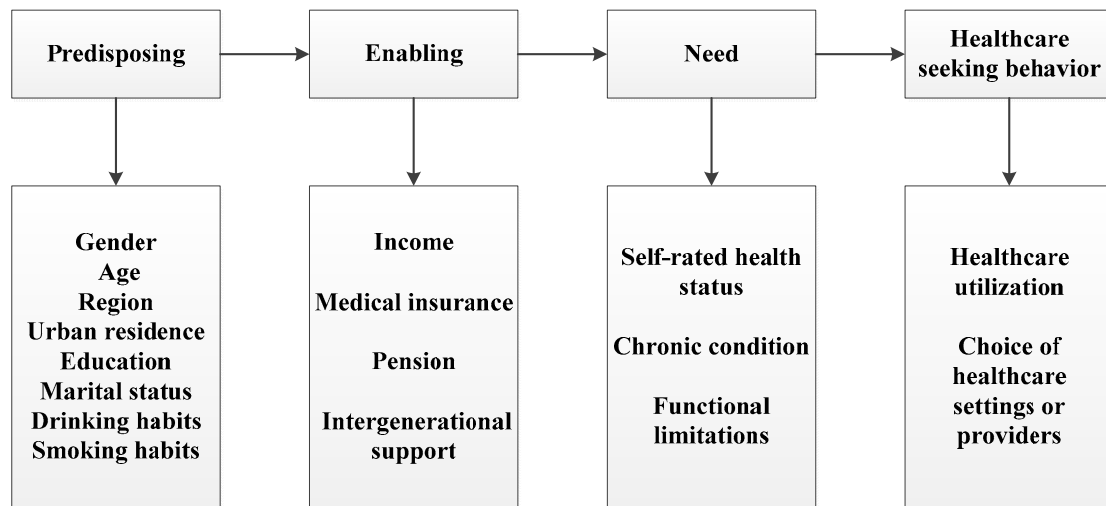 Predisposing
Enabling
Need
Healthcare
seeking behavior
Gender
Age
Region
Urban residence
Education
Marital status
Drinking habits
Smoking habits
Income
Medical insurance
Pension
Intergenerational
support
Self-rated health
status
Chronic condition
Functional
limitations
Healthcare
utilization
Choice of
healthcare
settings or
providers